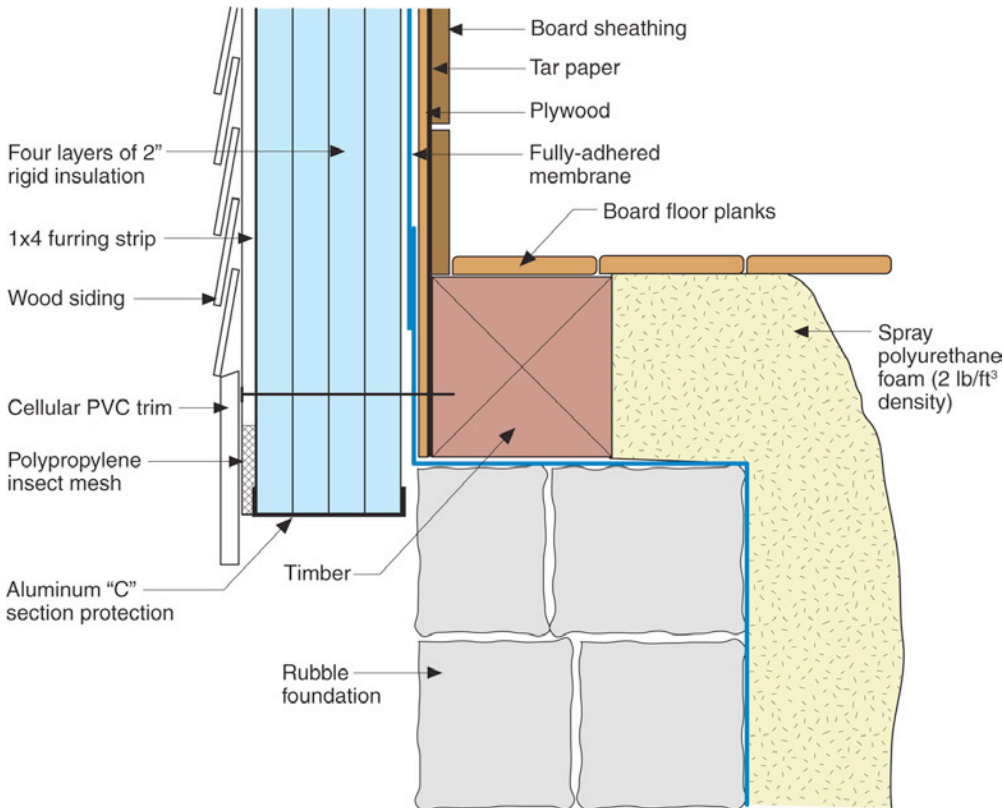 Board sheathing
Tar paper
Plywood
Fully-adhered
membrane
Board floor planks
Four layers of 2"
rigid insulation
1x4 furring strip
Wood siding
Spray
polyurethane
foam (2 lb/ft³
density)
Cellular PVC trim
Polypropylene
insect mesh
Timber
Aluminum “C”
section protection
Rubble
foundation